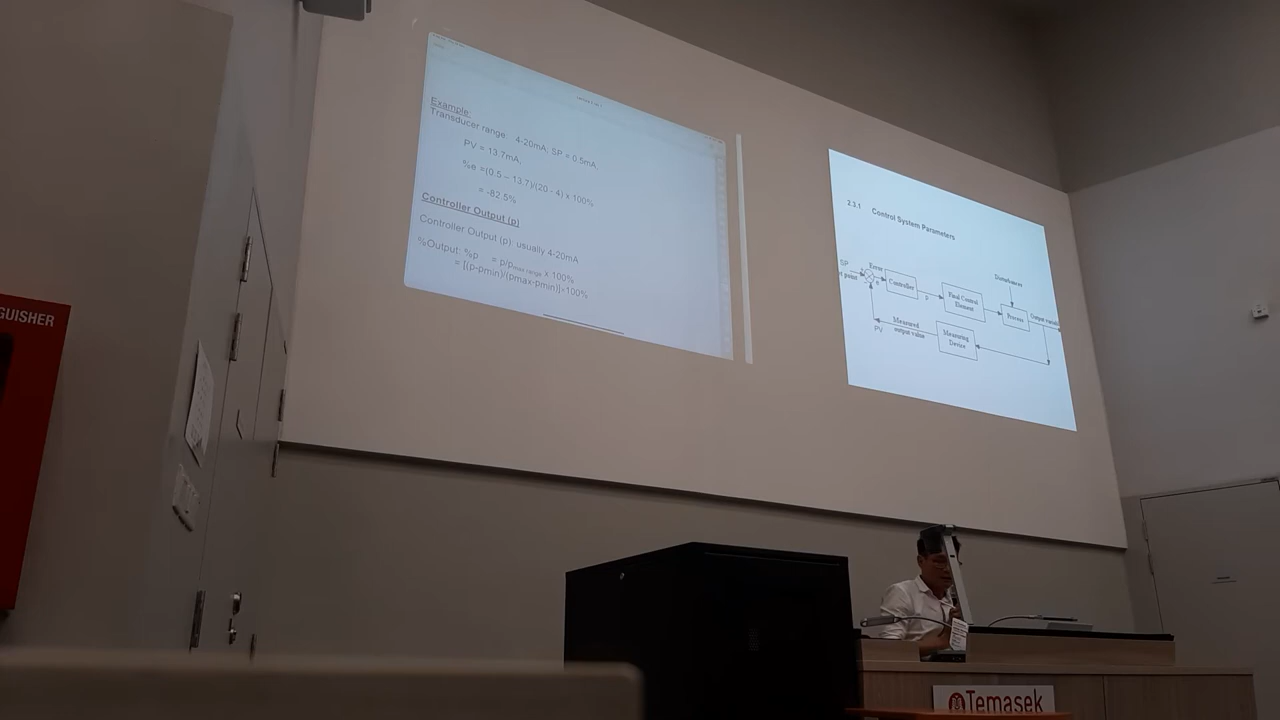 GUISHER
Example:
Transducer range: 4-20mA, SP = 0.5mA,
PV = 13.7mA,
%e =(0.5 – 13.7)/(20 - 4) x 100%
= -82.5%
Controller Output (p)
Controller Output (p): usually 4-20mA
%Output: %p = p/pmax range x 100%
= [(p-pmin)/(pmax-pmin)]×100%
2.3.1 Control System Parameters
SP
t point
Error
e
Controller
p
Final Control
Element
Disturbances
Process
Measured
output value
PV
Measuring
Device
Temasek